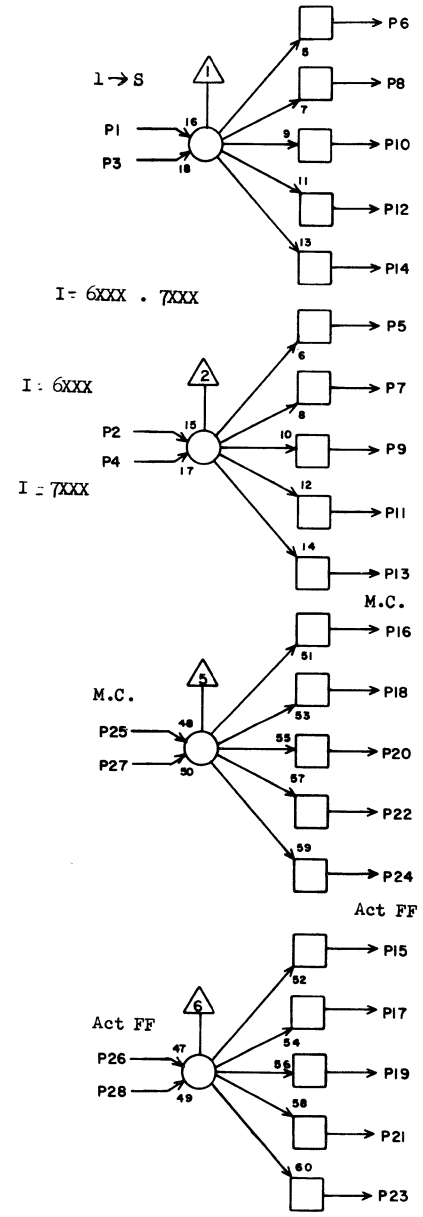 P6
5
1
1→S
P8
7
P1
16
9
P10
P3
18
11
P12
13
P14
I= 6XXX . 7XXX
P5
6
2
I= 6XXX
P7
8
P2
15
10
P9
P4
17
I = 7XXX
12
P11
14
P13
M.C.
P16
51
5
M.C.
P18
53
P25
48
55
P20
P27
50
57
P22
59
P24
Act FF
P15
52
6
Act FF
P17
54
P26
47
56
P19
P28
49
58
P21
60
P23